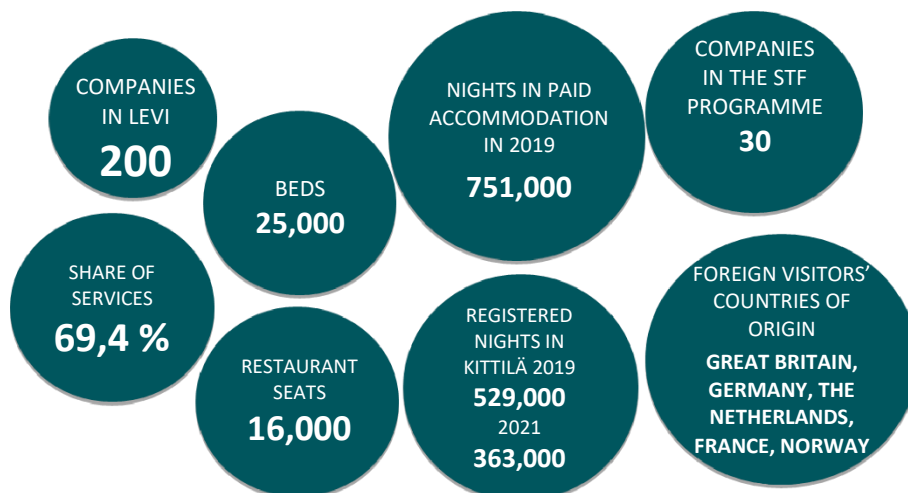 COMPANIES
IN LEVI
200
BEDS
25,000
NIGHTS IN PAID
ACCOMMODATION
IN 2019
751,000
COMPANIES
IN THE STF
PROGRAMME
30
SHARE OF
SERVICES
69,4 %
RESTAURANT
SEATS
16,000
REGISTERED
NIGHTS IN
KITTILÄ 2019
529,000
2021
363,000
FOREIGN VISITORS’
COUNTRIES OF
ORIGIN
GREAT BRITAIN,
GERMANY, THE
NETHERLANDS,
FRANCE, NORWAY